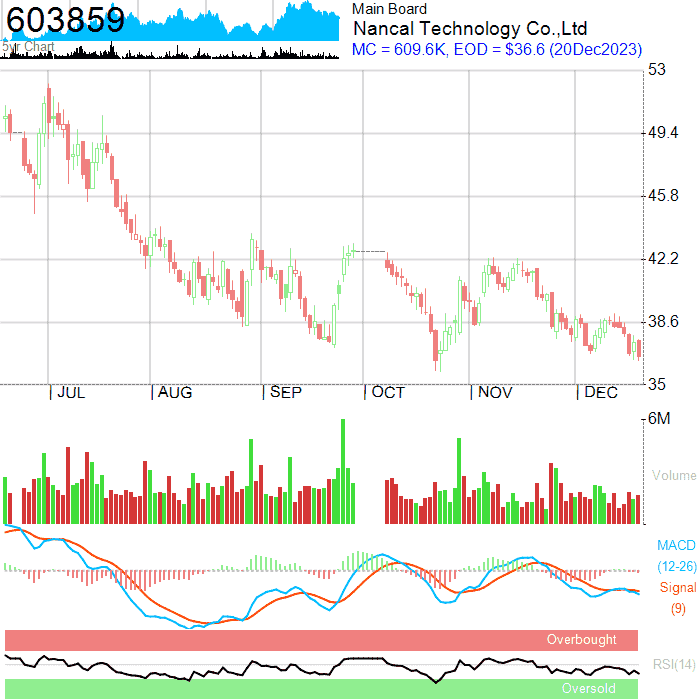 603859
5yr Chart
Main Board
Nancal Technology Co.,Ltd
MC = 609.6K, EOD = $36.6 (20Dec2023)
53
49.4
45.8
42.2
38.6
35
JUL
AUG
SEP
OCT
NOV
DEC
6M
Volume
MACD
(12-26)
Signal
(9)
Overbought
RSI(14)
Oversold